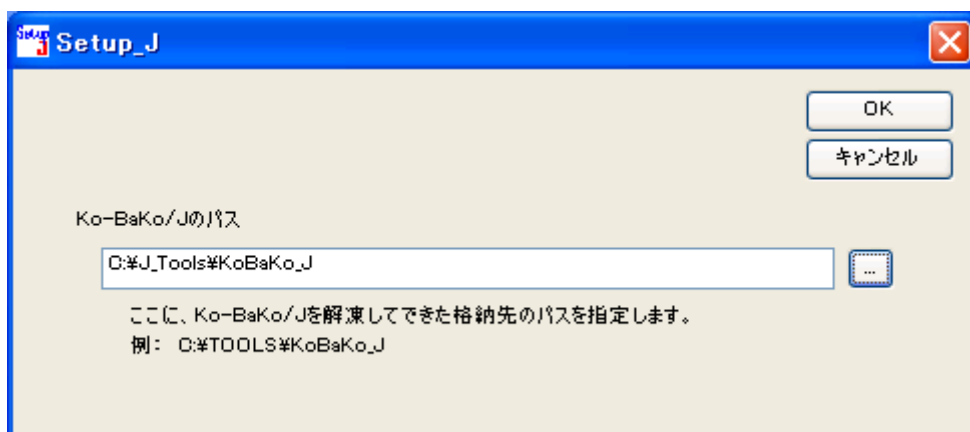 Setup_J
OK
キャンセル
Ko-BaKo/Jのパス
C:¥J_Tools¥KoBaKo_J
...
ここに、Ko-BaKo/Jを解凍してできた格納先のパスを指定します。
例： C:¥TOOLS¥KoBaKo_J